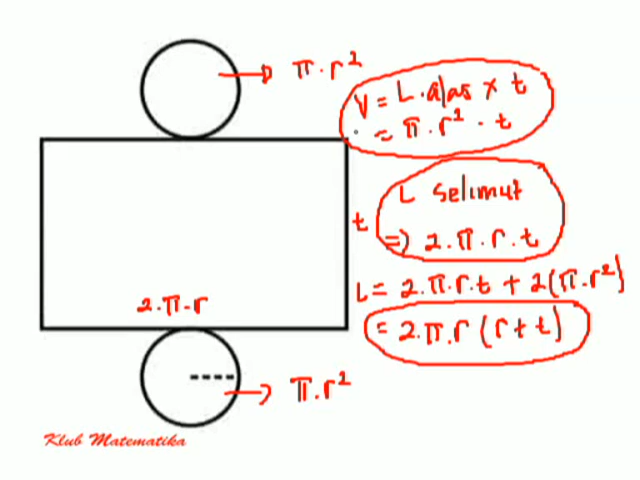 π·r²
V = L·alas x t
= π·r²·t
L Selimut
t
=) 2.π.r.t
L = 2.π.r.t + 2(π.r²)
2.π.r
= 2.π.r (r+t)
π.r²
Klub Matematika